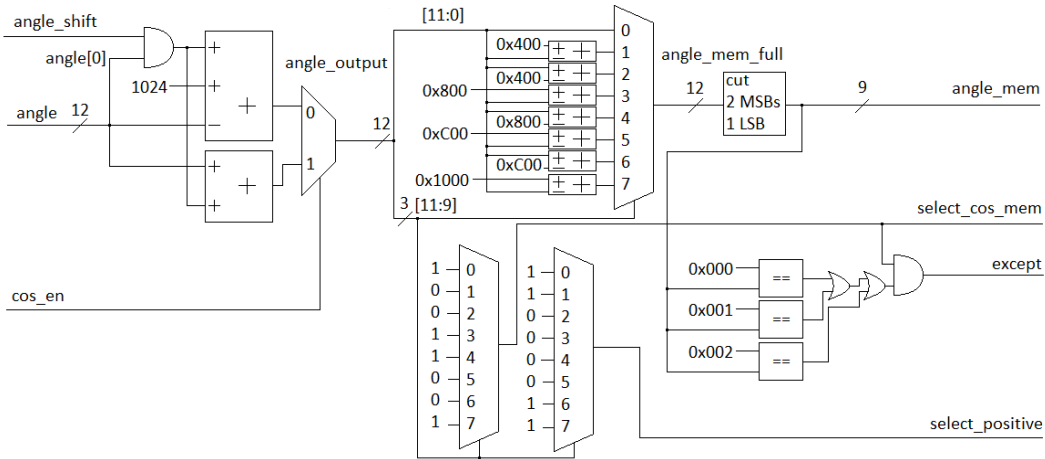 angle_shift
angle[0]
+
1024
+
+
angle
12
−
+
+
+
angle_output
0
1
cos_en
12
[11:0]
0
0x400
1
0x400
2
0x800
3
0x800
4
0xC00
5
0xC00
6
0x1000
7
+ − +
+ − +
+ − +
+ − +
+ − +
+ − +
+ − +
3
[11:9]
angle_mem_full
12
cut
2 MSBs
1 LSB
9
angle_mem
select_cos_mem
except
0x000
==
0x001
==
0x002
==
select_positive
1 0
0 1
0 2
1 3
1 4
0 5
0 6
1 7
1 0
1 1
0 2
0 3
0 4
0 5
1 6
1 7